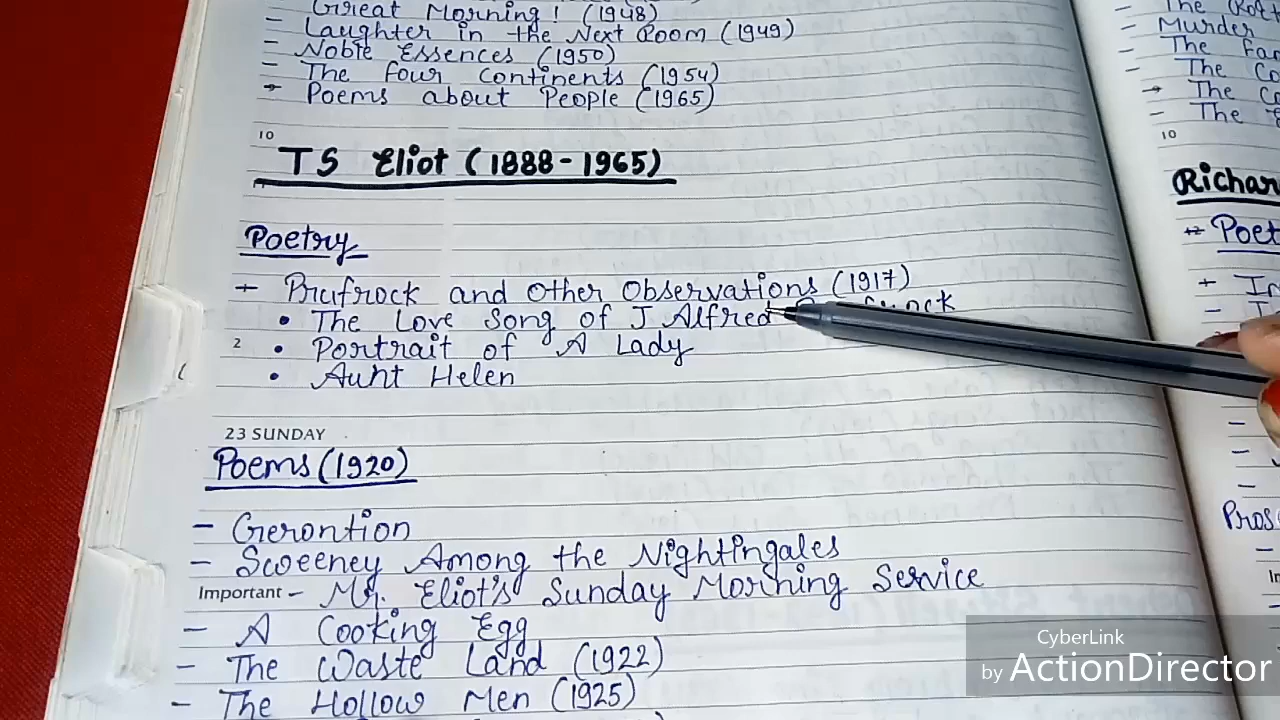 Great Morning! (1948)
- Laughter in the Next Room (1949)
- Noble Essences (1950)
- The four continents (1954)
- Poems about People (1965)
10
TS Eliot (1888-1965)
Poetry
- Prufrock and Other Observations (1917)
• The Love Song of J Alfred
2 • Portrait of A Lady
• Aunt Helen
23 SUNDAY
Poems (1920)
- Gerontion
- Sweeney Among the Nightingales
Important - Mr. Eliot's Sunday Morning Service
- A Cooking Egg
- The Waste Land (1922)
- The Hollow Men (1925)
- The
- Murder
- The
- The
- The
- The
10
Richar
Poet
CyberLink
by ActionDirector